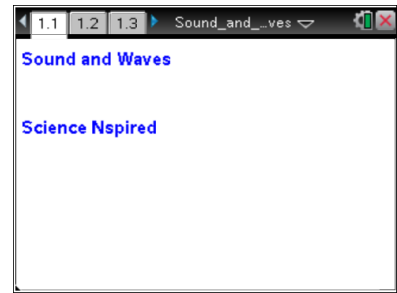 1.1 1.2 1.3 Sound_and_...ves
Sound and Waves
Science Nspired